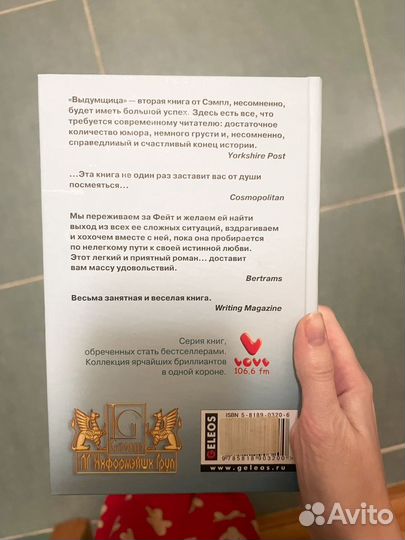 «Выдумщица» — вторая книга от Сэмпл, несомненно,
будет иметь большой успех. Здесь есть все, что
требуется современному читателю: достаточное
количество юмора, немного грусти и, несомненно,
справедливый и счастливый конец истории.
Yorkshire Post
...Эта книга не один раз заставит вас от души
посмеяться...
Cosmopolitan
Мы переживаем за Фейт и желаем ей найти
выход из всех ее сложных ситуаций, вздрагиваем
и хохочем вместе с ней, пока она пробирается
по нелегкому пути к своей истинной любви.
Этот легкий и приятный роман... доставит
вам массу удовольствий.
Bertrams
Весьма занятная и веселая книга.
Writing Magazine
Серия книг,
обреченных стать бестселлерами.
Коллекция ярчайших бриллиантов
в одной короне.
LOVE
106,6 fm
ISBN 5-8189-0320-6
GELEOS
9 785818 903200 >
www.geleos.ru
G
Avito